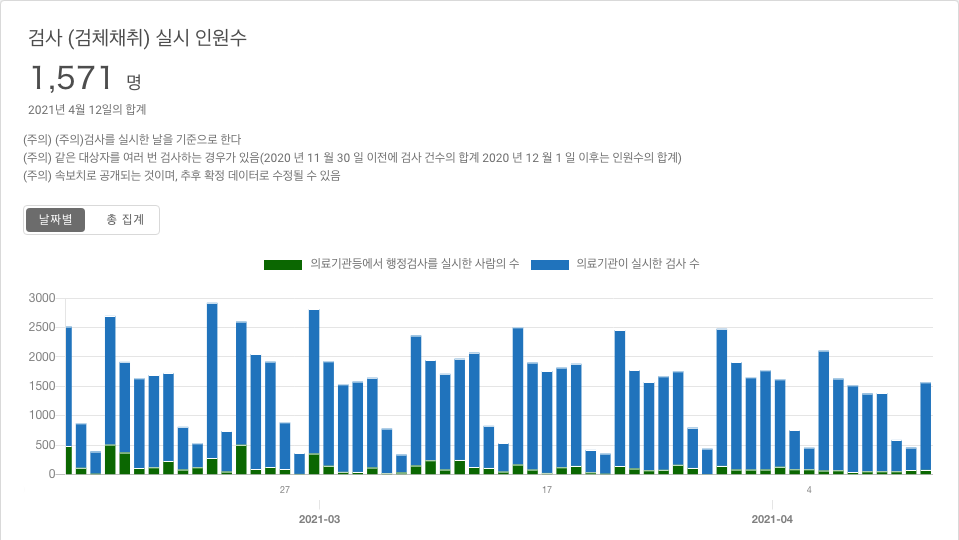 검사 (검체채취) 실시 인원수
1,571 명
2021년 4월 12일의 합계
(주의) (주의)검사를 실시한 날을 기준으로 한다
(주의) 같은 대상자를 여러 번 검사하는 경우가 있음(2020 년 11 월 30 일 이전에 검사 건수의 합계 2020 년 12 월 1 일 이후는 인원수의 합계)
(주의) 속보치로 공개되는 것이며, 추후 확정 데이터로 수정될 수 있음
날짜별 총 집계
의료기관등에서 행정검사를 실시한 사람의 수 의료기관이 실시한 검사 수
3000
2500
2000
1500
1000
500
0
27 17 4
2021-03 2021-04